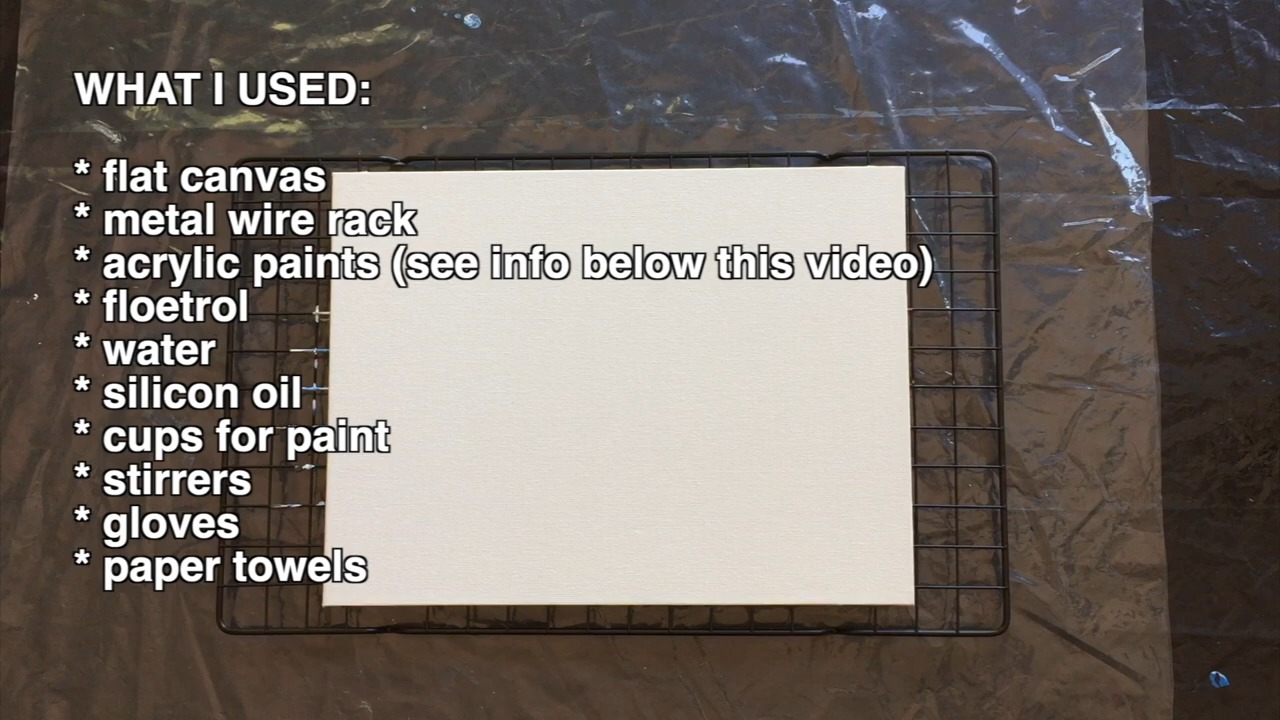 WHAT I USED:
* flat canvas
* metal wire rack
* acrylic paints (see info below this video)
* floetrol
* water
* silicon oil
* cups for paint
* stirrers
* gloves
* paper towels